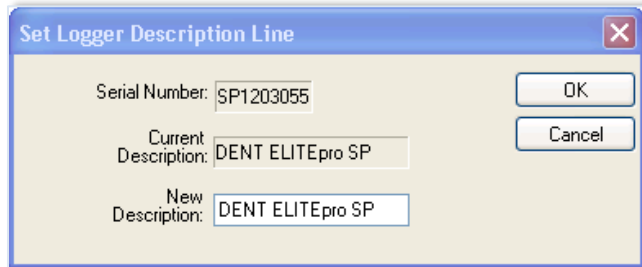 Set Logger Description Line
Serial Number: SP1203055
OK
Current
Description: DENT ELITEpro SP
Cancel
New
Description: DENT ELITEpro SP